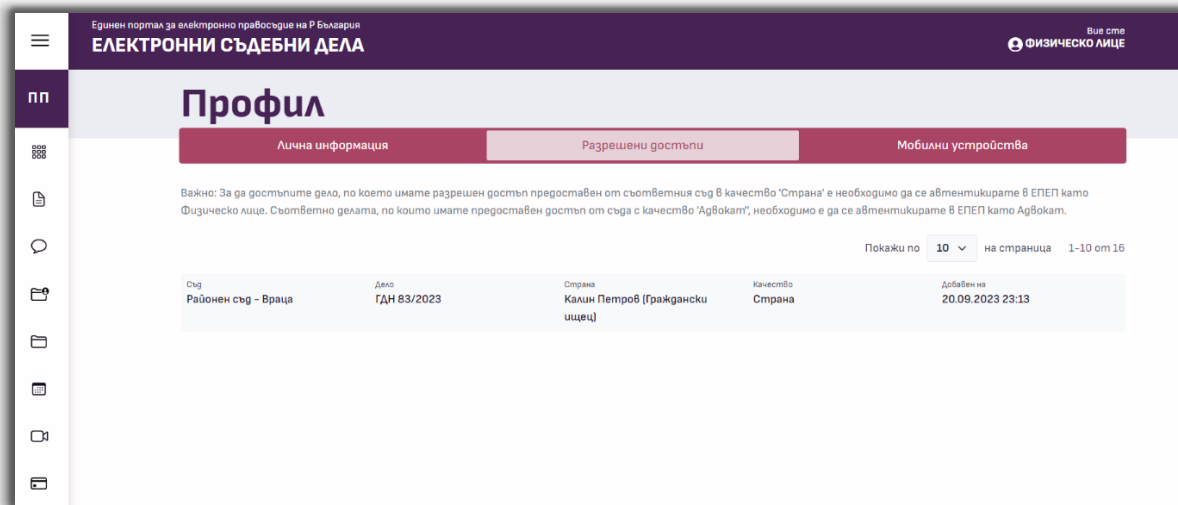 Единен портал за електронно правосъдие на Р България
ЕЛЕКТРОННИ СЪДЕБНИ ДЕЛА
Вие сте
ФИЗИЧЕСКО ЛИЦЕ
ПП
Профил
Лична информация
Разрешени достъпи
Мобилни устройства
Важно: За да достъпите дело, по което имате разрешен достъп предоставен от съответния съд в качество 'Страна' е необходимо да се автентикирате в ЕПЕП като
Физическо лице. Съответно делата, по които имате предоставен достъп от съда с качество 'Адвокат", необходимо е да се автентикирате в ЕПЕП като Адвокат.
Покажи по 10 на страница 1-10 от 16
Съд Дело Страна Качество Добавен на
Районен съд - Враца ГДН 83/2023 Калин Петров (Граждански Страна 20.09.2023 23:13
ищец)